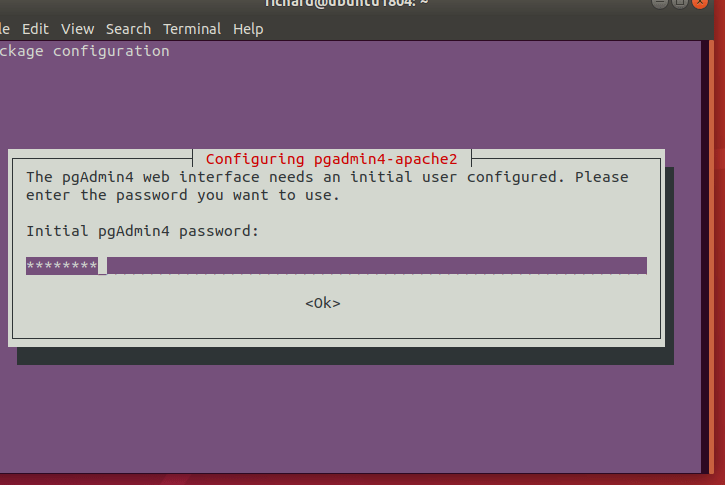 richard@ubuntu1804: ~
le Edit View Search Terminal Help
ckage configuration
Configuring pgadmin4-apache2
The pgAdmin4 web interface needs an initial user configured. Please
enter the password you want to use.
Initial pgAdmin4 password:
********_
<Ok>